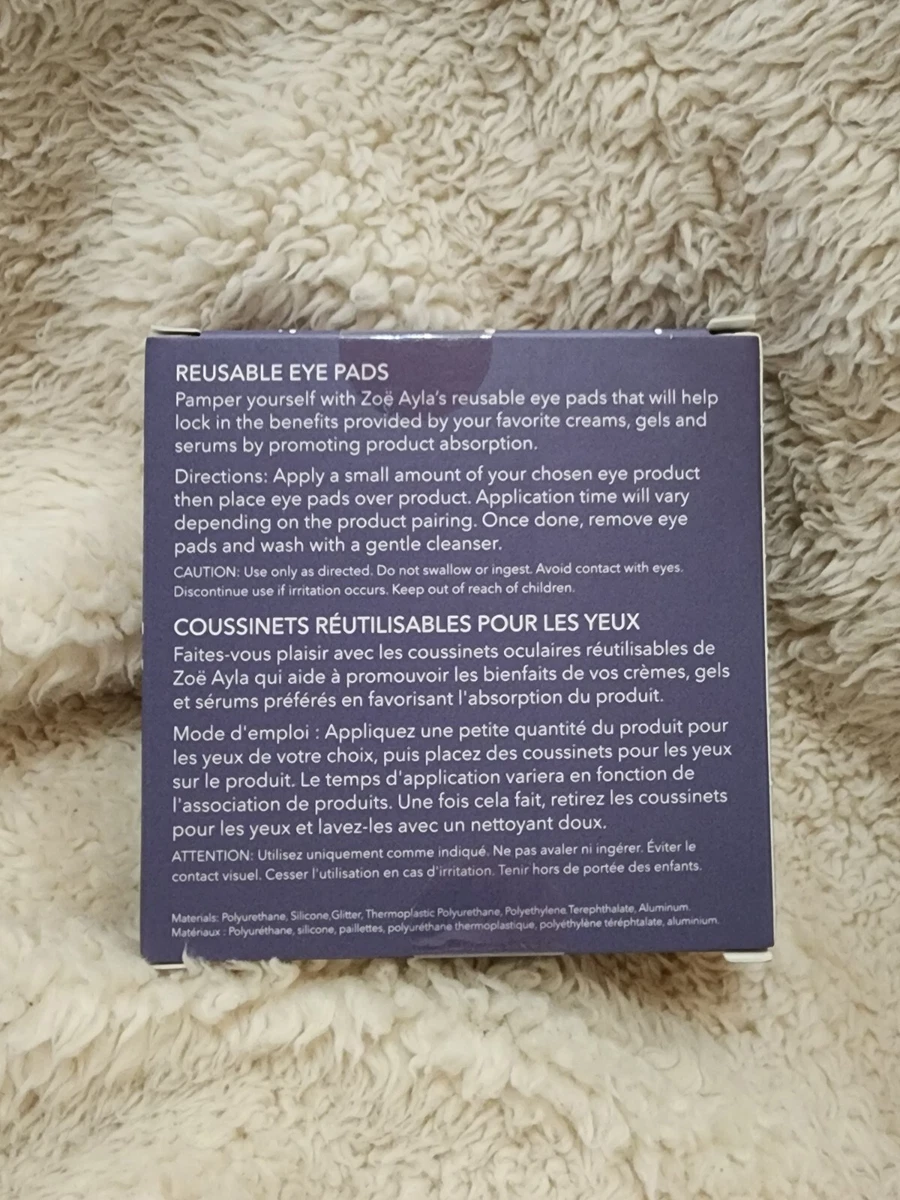 REUSABLE EYE PADS
Pamper yourself with Zoë Ayla's reusable eye pads that will help
lock in the benefits provided by your favorite creams, gels and
serums by promoting product absorption.
Directions: Apply a small amount of your chosen eye product
then place eye pads over product. Application time will vary
depending on the product pairing. Once done, remove eye
pads and wash with a gentle cleanser.
CAUTION: Use only as directed. Do not swallow or ingest. Avoid contact with eyes.
Discontinue use if irritation occurs. Keep out of reach of children.
COUSSINETS RÉUTILISABLES POUR LES YEUX
Faites-vous plaisir avec les coussinets oculaires réutilisables de
Zoë Ayla qui aide à promouvoir les bienfaits de vos crèmes, gels
et sérums préférés en favorisant l'absorption du produit.
Mode d'emploi : Appliquez une petite quantité du produit pour
les yeux de votre choix, puis placez des coussinets pour les yeux
sur le produit. Le temps d'application variera en fonction de
l'association de produits. Une fois cela fait, retirez les coussinets
pour les yeux et lavez-les avec un nettoyant doux.
ATTENTION: Utilisez uniquement comme indiqué. Ne pas avaler ni ingérer. Éviter le
contact visuel. Cesser l'utilisation en cas d'irritation. Tenir hors de portée des enfants.
Materials: Polyurethane, Silicone,Glitter, Thermoplastic Polyurethane, Polyethylene Terephthalate, Aluminum.
Matériaux : Polyuréthane, silicone, paillettes, polyuréthane thermoplastique, polyéthylène téréphtalate, aluminium.